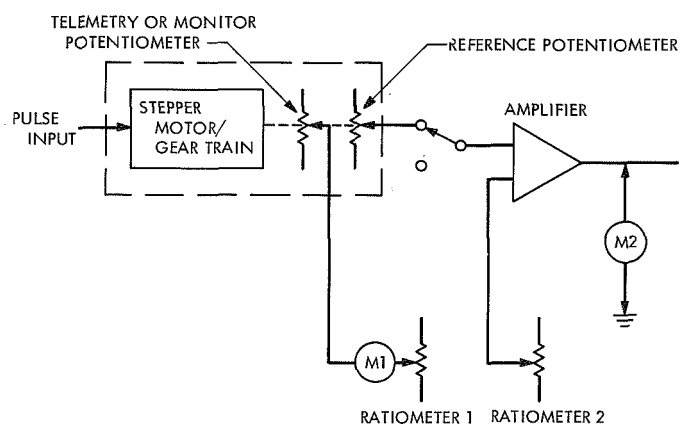 TELEMETRY OR MONITOR
POTENTIOMETER
REFERENCE POTENTIOMETER
PULSE
INPUT
STEPPER
MOTOR/
GEAR TRAIN
AMPLIFIER
M2
M1
RATIOMETER 1
RATIOMETER 2